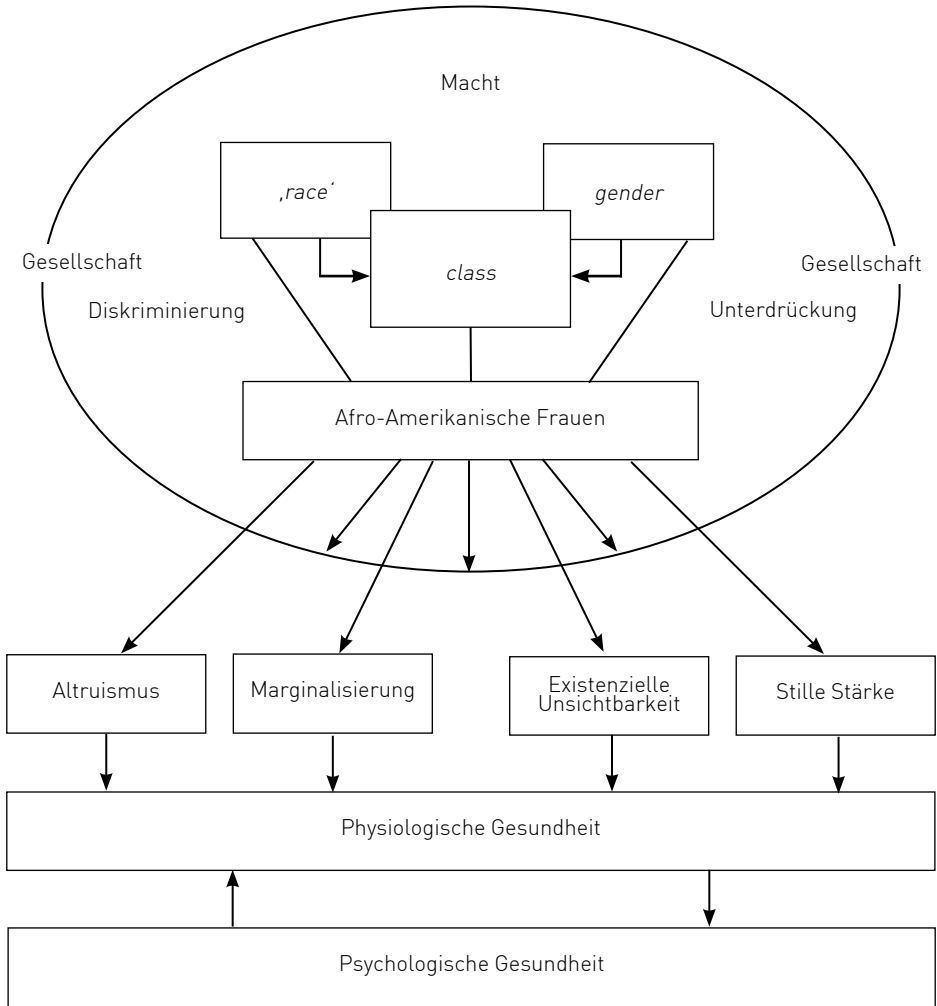 Macht
‚race‘
gender
class
Gesellschaft
Gesellschaft
Diskriminierung
Unterdrückung
Afro-Amerikanische Frauen
Altruismus
Marginalisierung
Existenzielle
Unsichtbarkeit
Stille Stärke
Physiologische Gesundheit
Psychologische Gesundheit